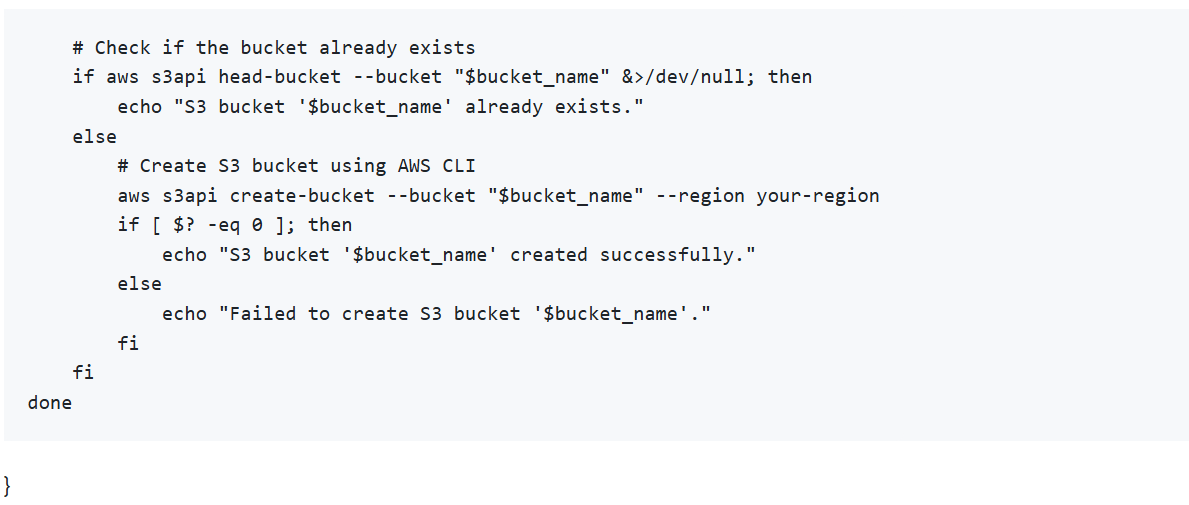 # Check if the bucket already exists
if aws s3api head-bucket --bucket "$bucket_name" &>/dev/null; then
echo "S3 bucket '$bucket_name' already exists."
else
# Create S3 bucket using AWS CLI
aws s3api create-bucket --bucket "$bucket_name" --region your-region
if [ $? -eq 0 ]; then
echo "S3 bucket '$bucket_name' created successfully."
else
echo "Failed to create S3 bucket '$bucket_name'."
fi
fi
done
}